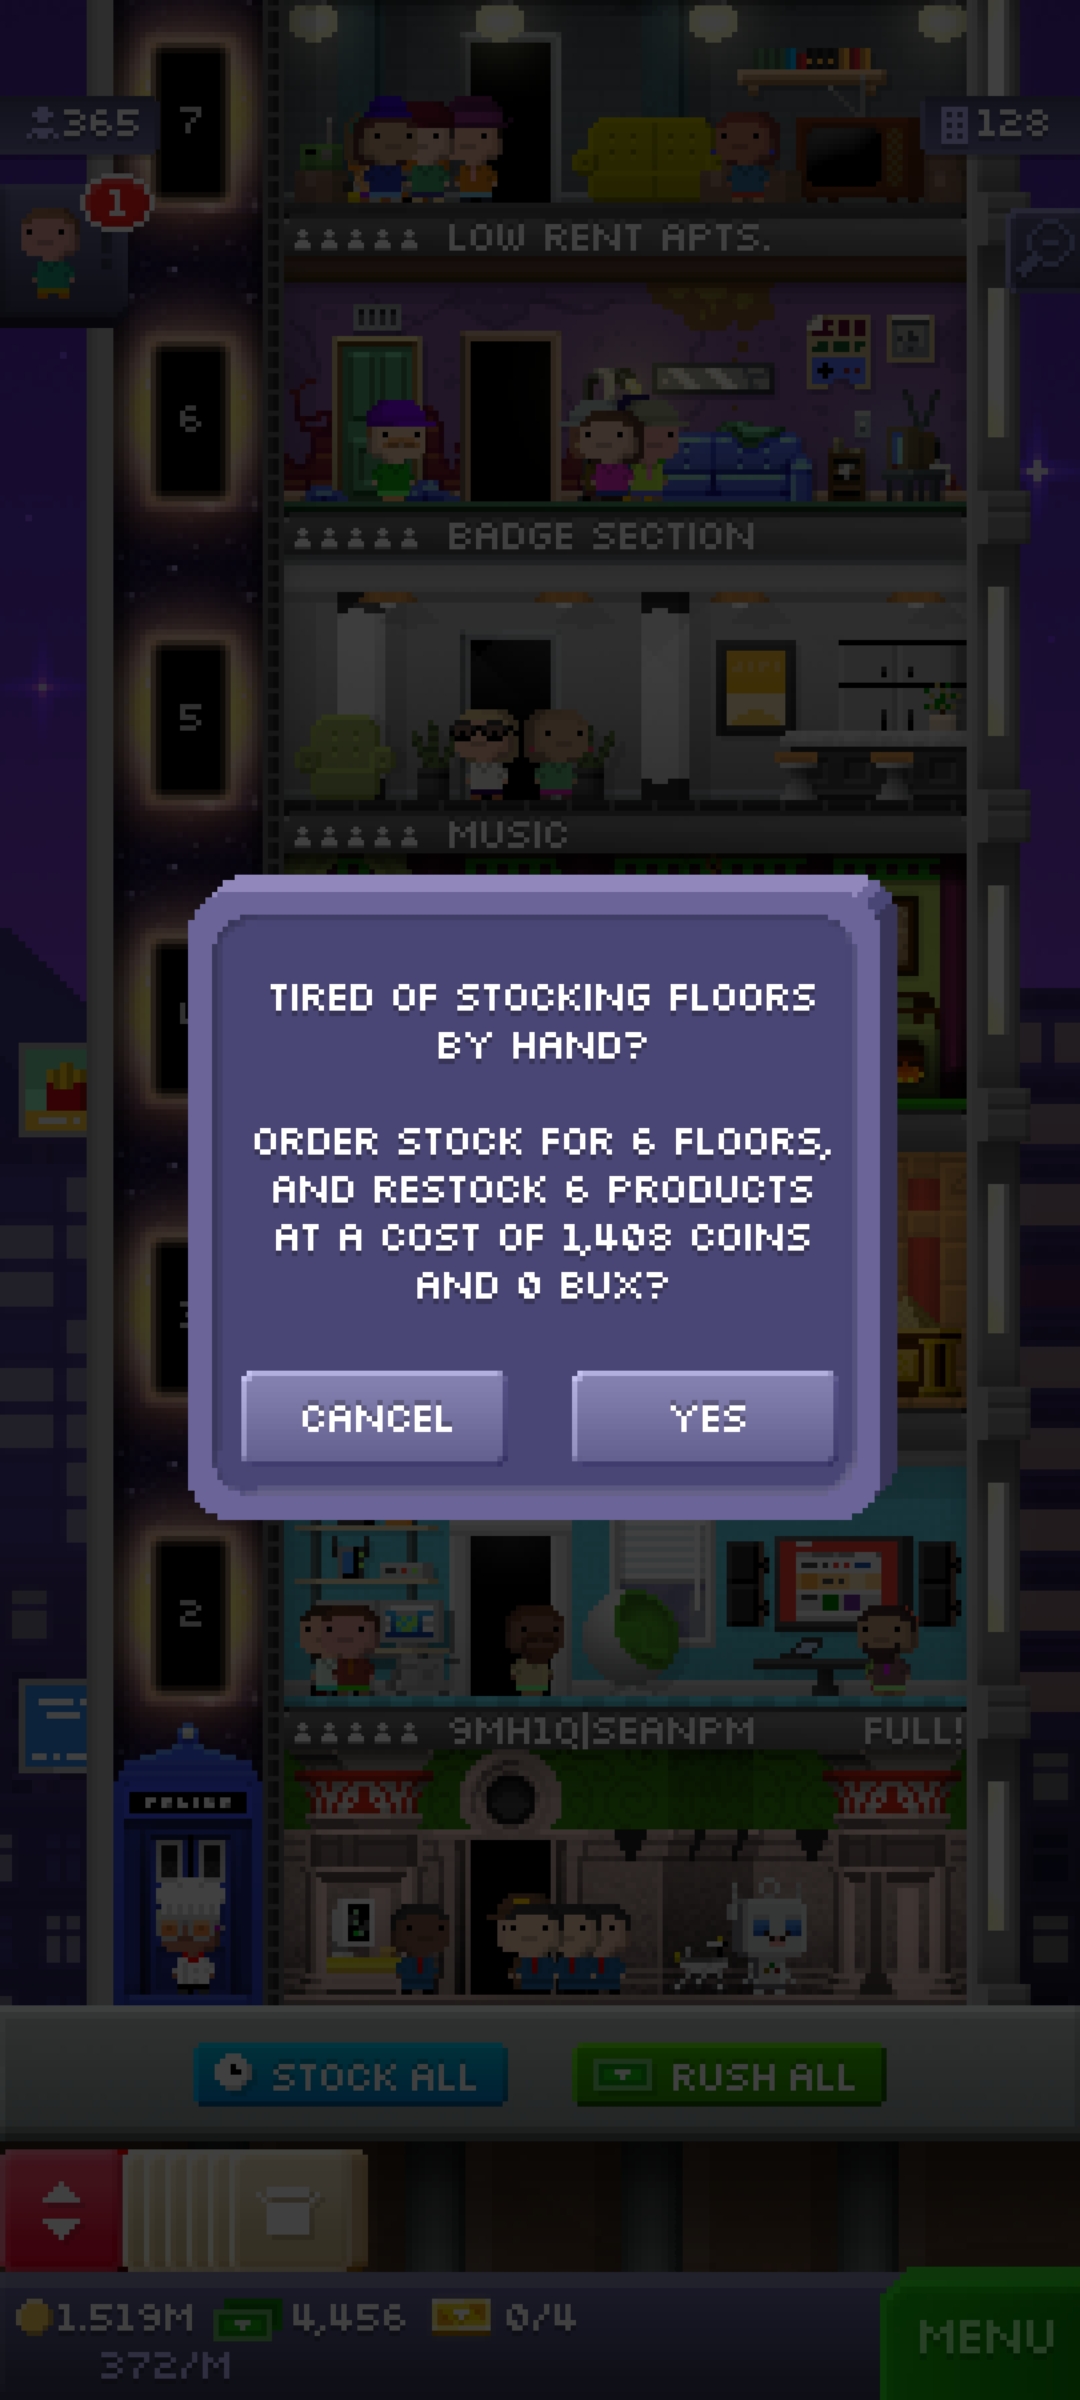 7
365
128
1
LOW RENT APTS.
6
BADGE SECTION
5
MUSIC
TIRED OF STOCKING FLOORS
BY HAND?
ORDER STOCK FOR 6 FLOORS,
AND RESTOCK 6 PRODUCTS
AT A COST OF 1,408 COINS
AND 0 BUX?
CANCEL
YES
2
9MH1Q|SEANPM
FULL!
POLICE
STOCK ALL
RUSH ALL
1.519M
4,456
0/4
372/M
MENU